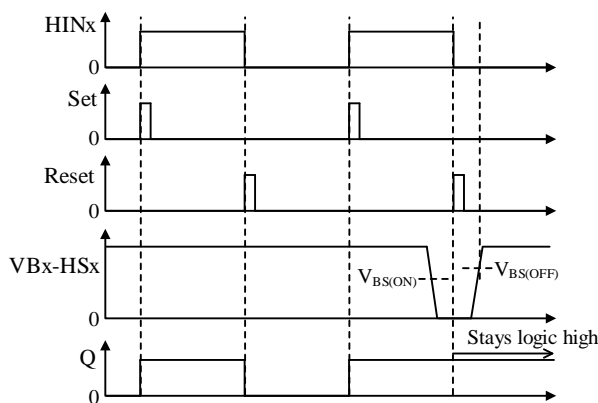 HINx
0
Set
0
Reset
0
VBx-HSx
VBS(ON)
VBS(OFF)
0
Stays logic high
Q
0